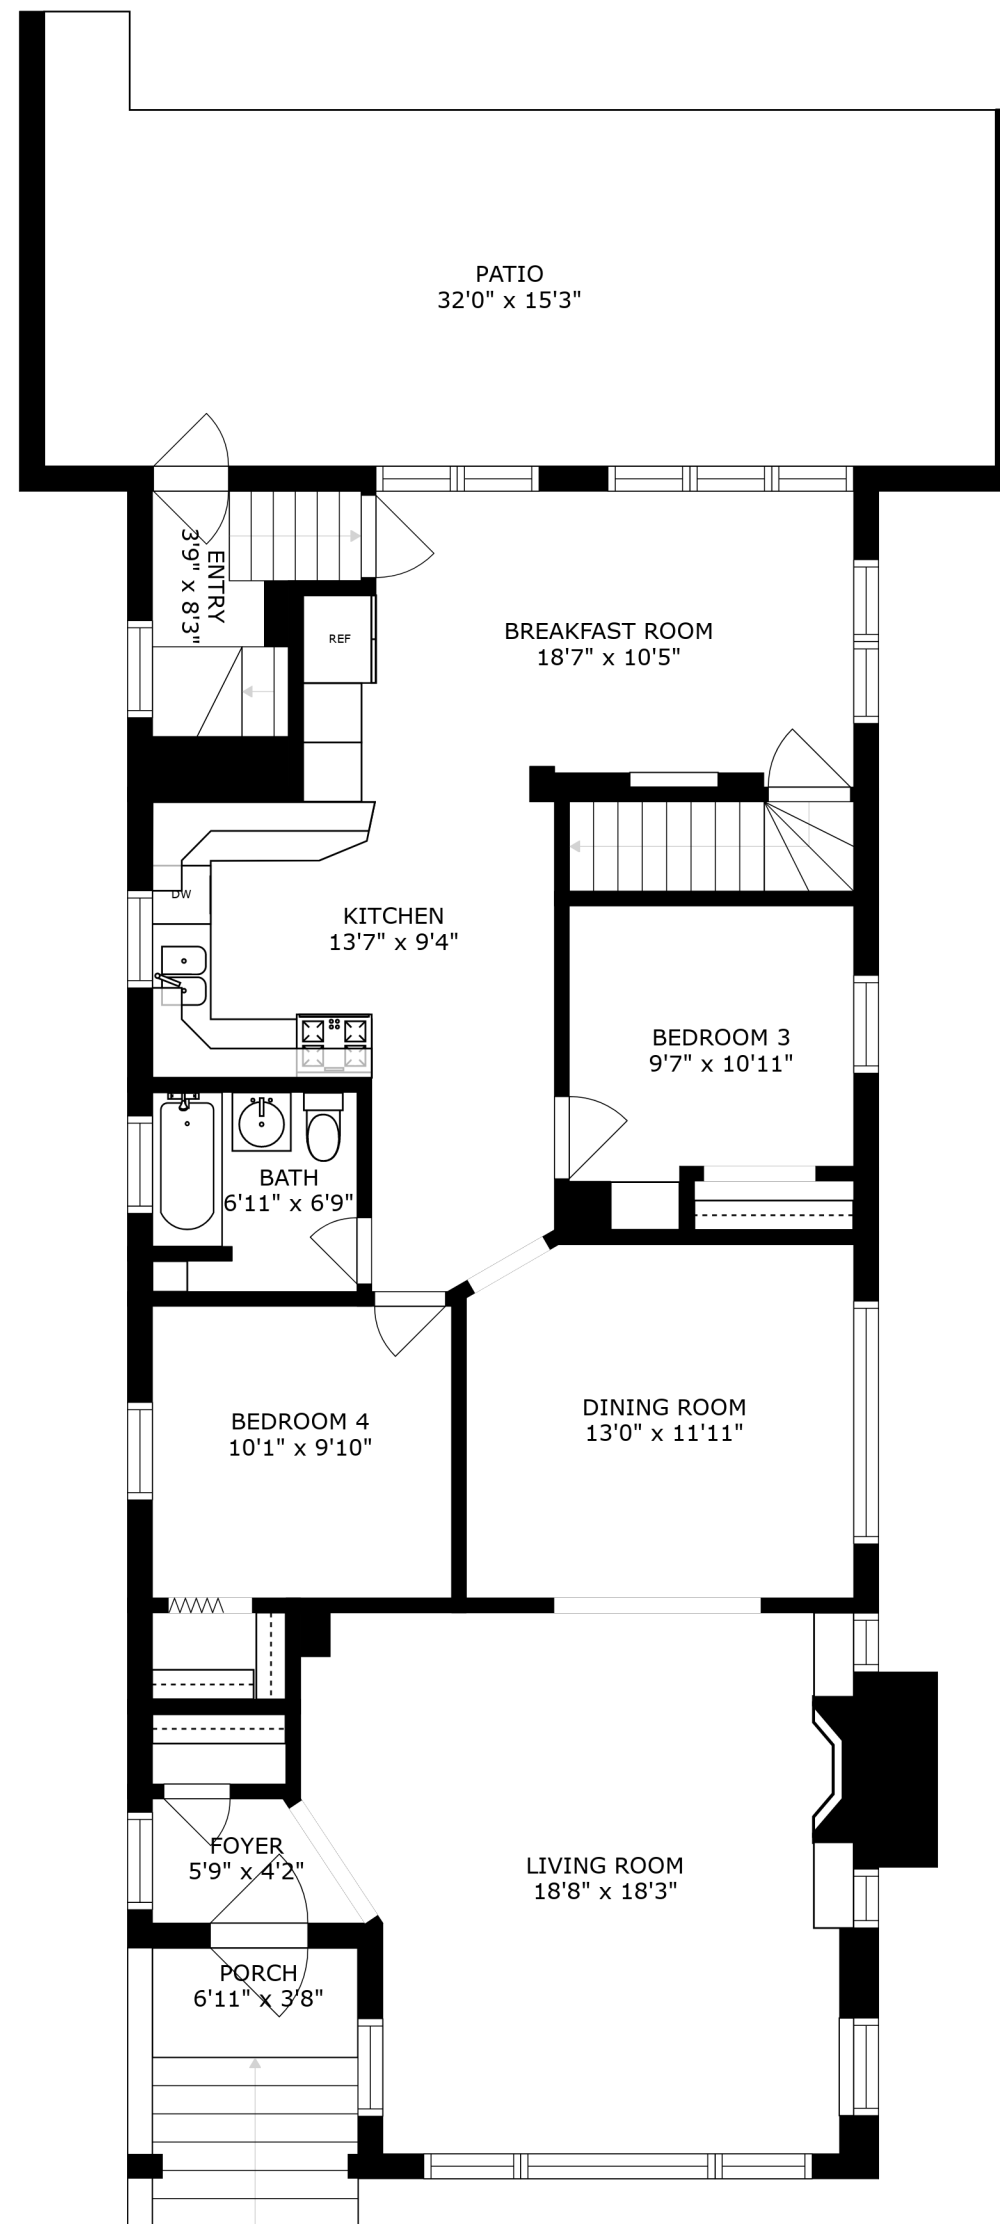 PATIO
32'0" x 15'3"
ENTRY
3'9" x 8'3"
REF
BREAKFAST ROOM
18'7" x 10'5"
DW
KITCHEN
13'7" x 9'4"
BEDROOM 3
9'7" x 10'11"
BATH
6'11" x 6'9"
BEDROOM 4
10'1" x 9'10"
DINING ROOM
13'0" x 11'11"
FOYER
5'9" x 4'2"
LIVING ROOM
18'8" x 18'3"
PORCH
6'11" x 3'8"